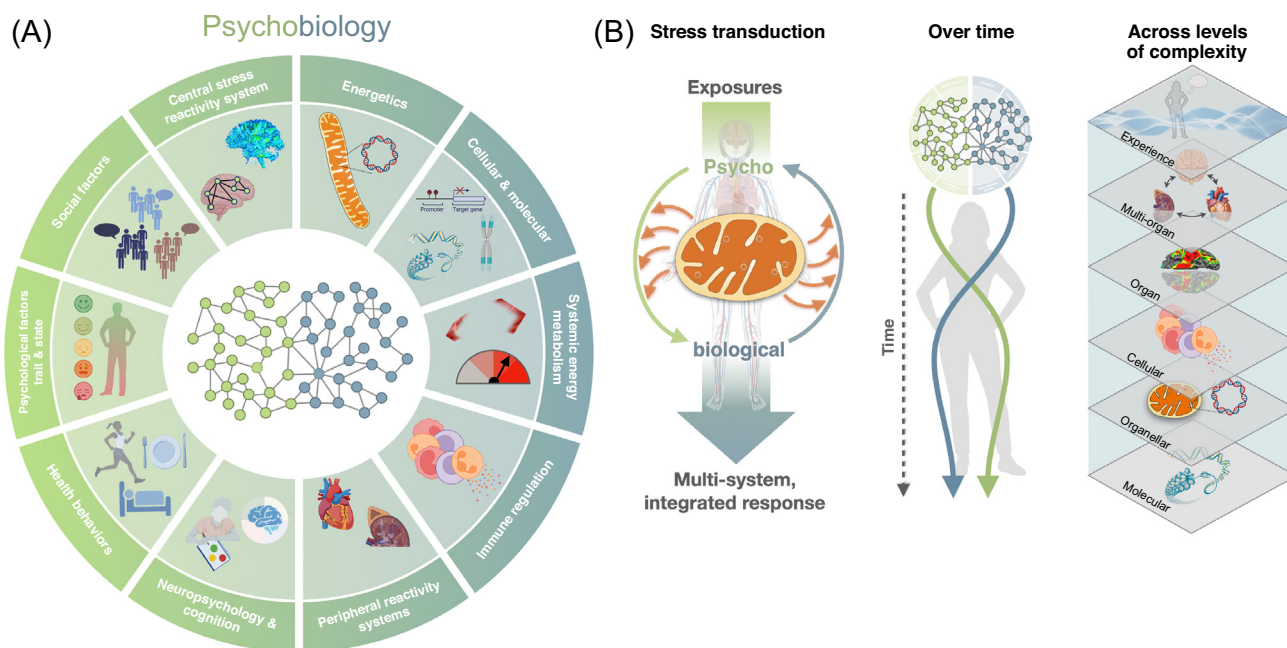 (A)
Psychobiology
Central stress
reactivity system
Energetics
Cellular & molecular
Promoter
Target gene
Systemic energy
metabolism
Immune regulation
Peripheral reactivity
systems
Neuropsychology &
cognition
Health behaviors
Psychological factors
trait & state
Social factors
(B)
Stress transduction
Exposures
Psycho
biological
Multi-system,
integrated response
Over time
Time
Across levels
of complexity
Experience
Multi-organ
Organ
Cellular
Organellar
Molecular